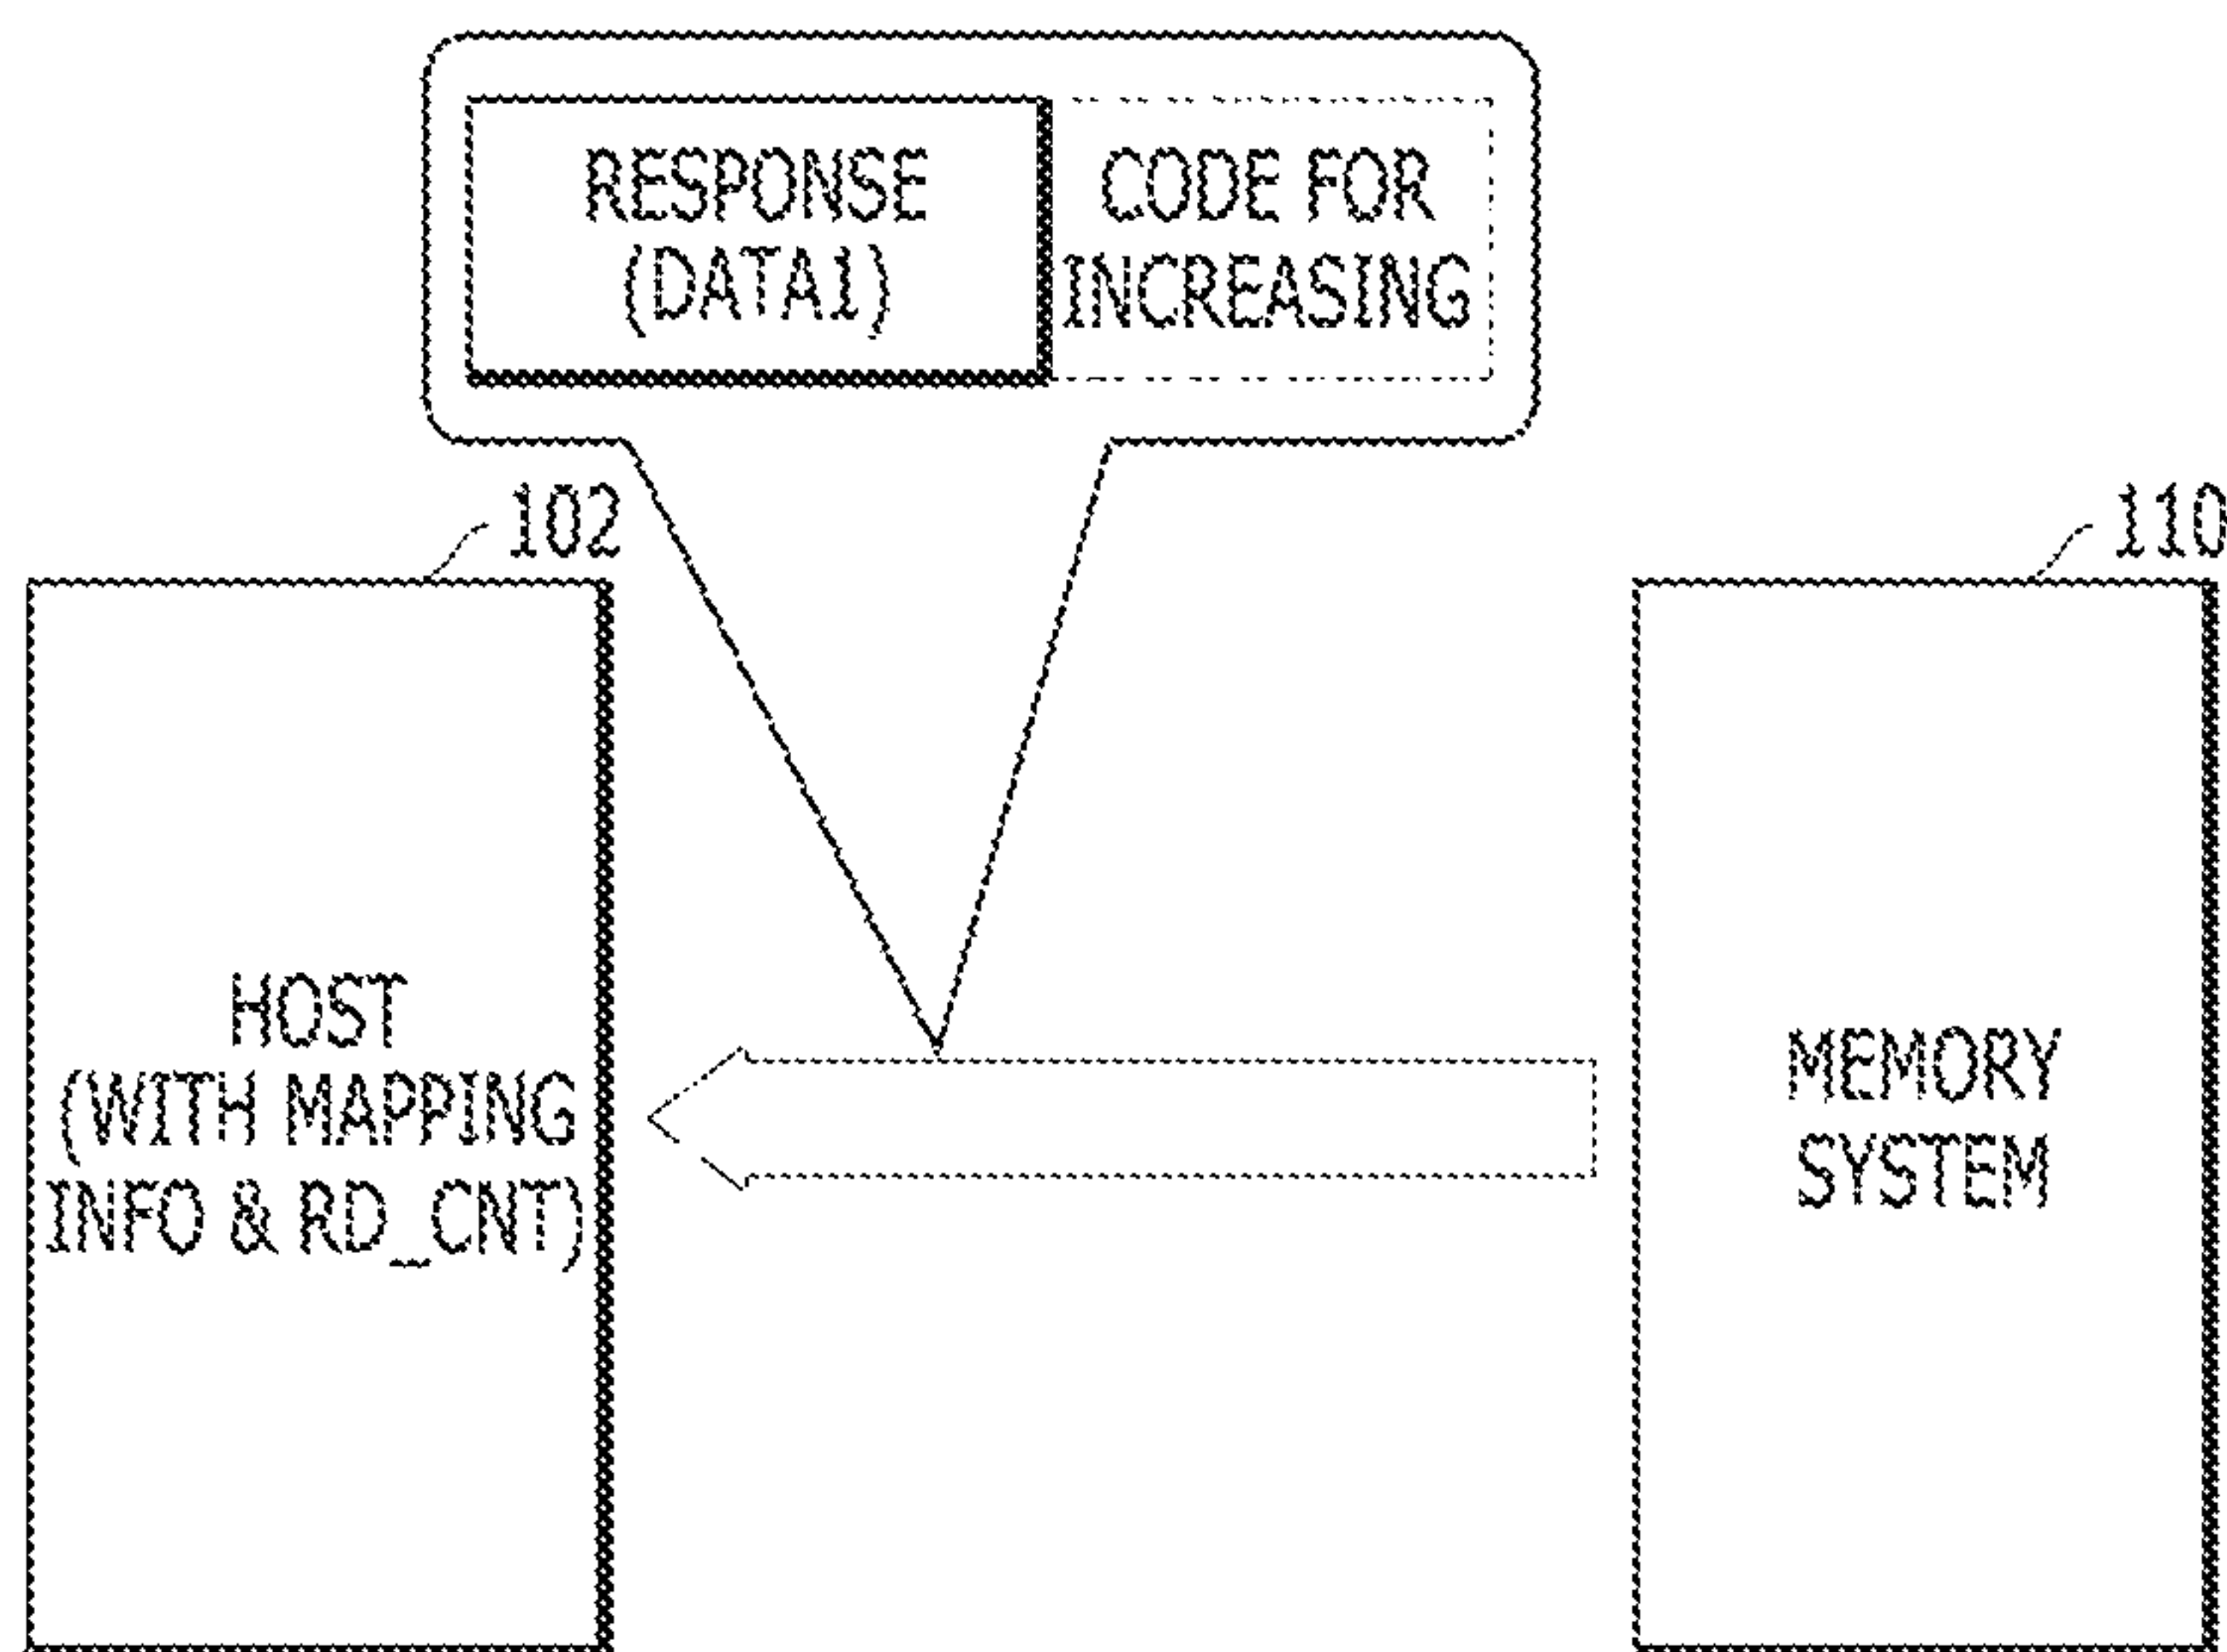 RESPONSE
(DATA1)
CODE FOR
INCREASING
102
110
HOST
(WITH MAPPING
INFO & RD_CNT)
MEMORY
SYSTEM